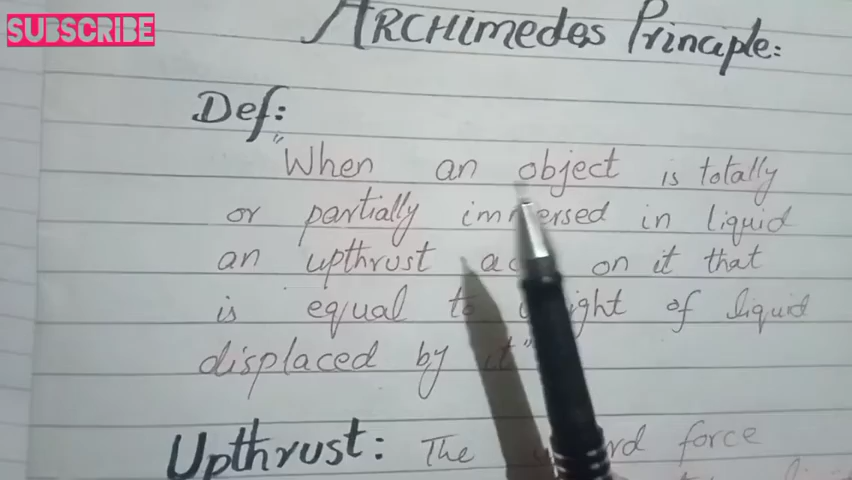 SUBSCRIBE
ARCHimedes Principle:
Def:
"When an object is totally
or partially immersed in liquid
an upthrust on it that
is equal to of liquid
displaced by it"
Upthrust: The force